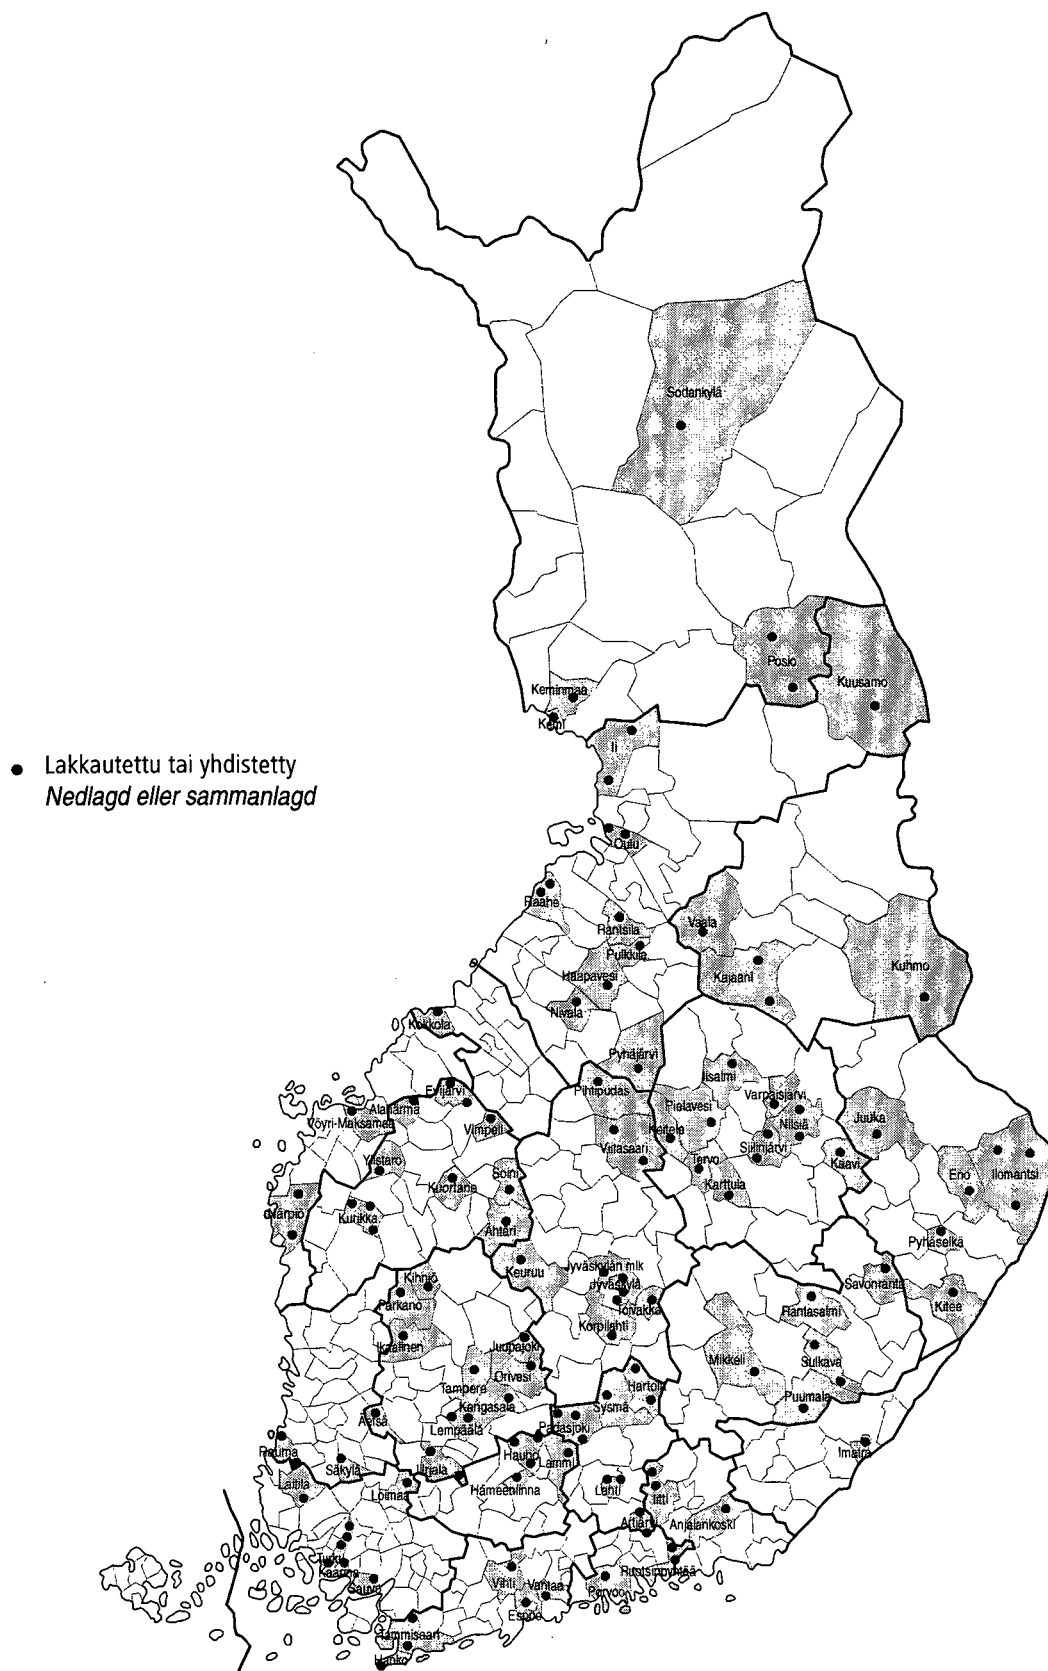 Sodankylä
Posio
Kuusamo
Keminmaa
Kemi
Ii
Lakkautettu tai yhdistetty
Nedlagd eller sammanlagd
Oulu
Raahe
Rantsila
Vaala
Pulkkila
Kuhmo
Haapavesi
Kajaani
Nivala
Kokkola
Pyhäjärvi
Iisalmi
Pihtipudas
Evijärvi
Varpaisjärvi
Alahärmä
Pielavesi
Vöyri-Maksamaa
Juuka
Vimpeli
Nilsiä
Keitele
Viitasaari
Siilinjärvi
Kaavi
Ylistaro
Tervo
Soini
Eno
Ilomantsi
Kuortane
Karttula
Närpiö
Kurikka
Ähtäri
Pyhäselkä
Jyväskylän mlk
Keuruu
Kihniö
Jyväskylä
Savonranta
Kitee
Parkano
Toivakka
Rantasalmi
Korpilahti
Ikaalinen
Juupajoki
Mikkeli
Sulkava
Orivesi
Tampere
Hartola
Puumala
Kangasala
Sysmä
Äetsä
Lempäälä
Padasjoki
Rauma
Hauho
Imatra
Lammi
Säkylä
Urjala
Laitila
Loimaa
Hämeenlinna
Lahti
Iitti
Artjärvi
Anjalankoski
Turku
Kaarina
Ruotsinpyhtää
Sauvo
Vihti
Vantaa
Porvoo
Espoo
Tammisaari
Hanko